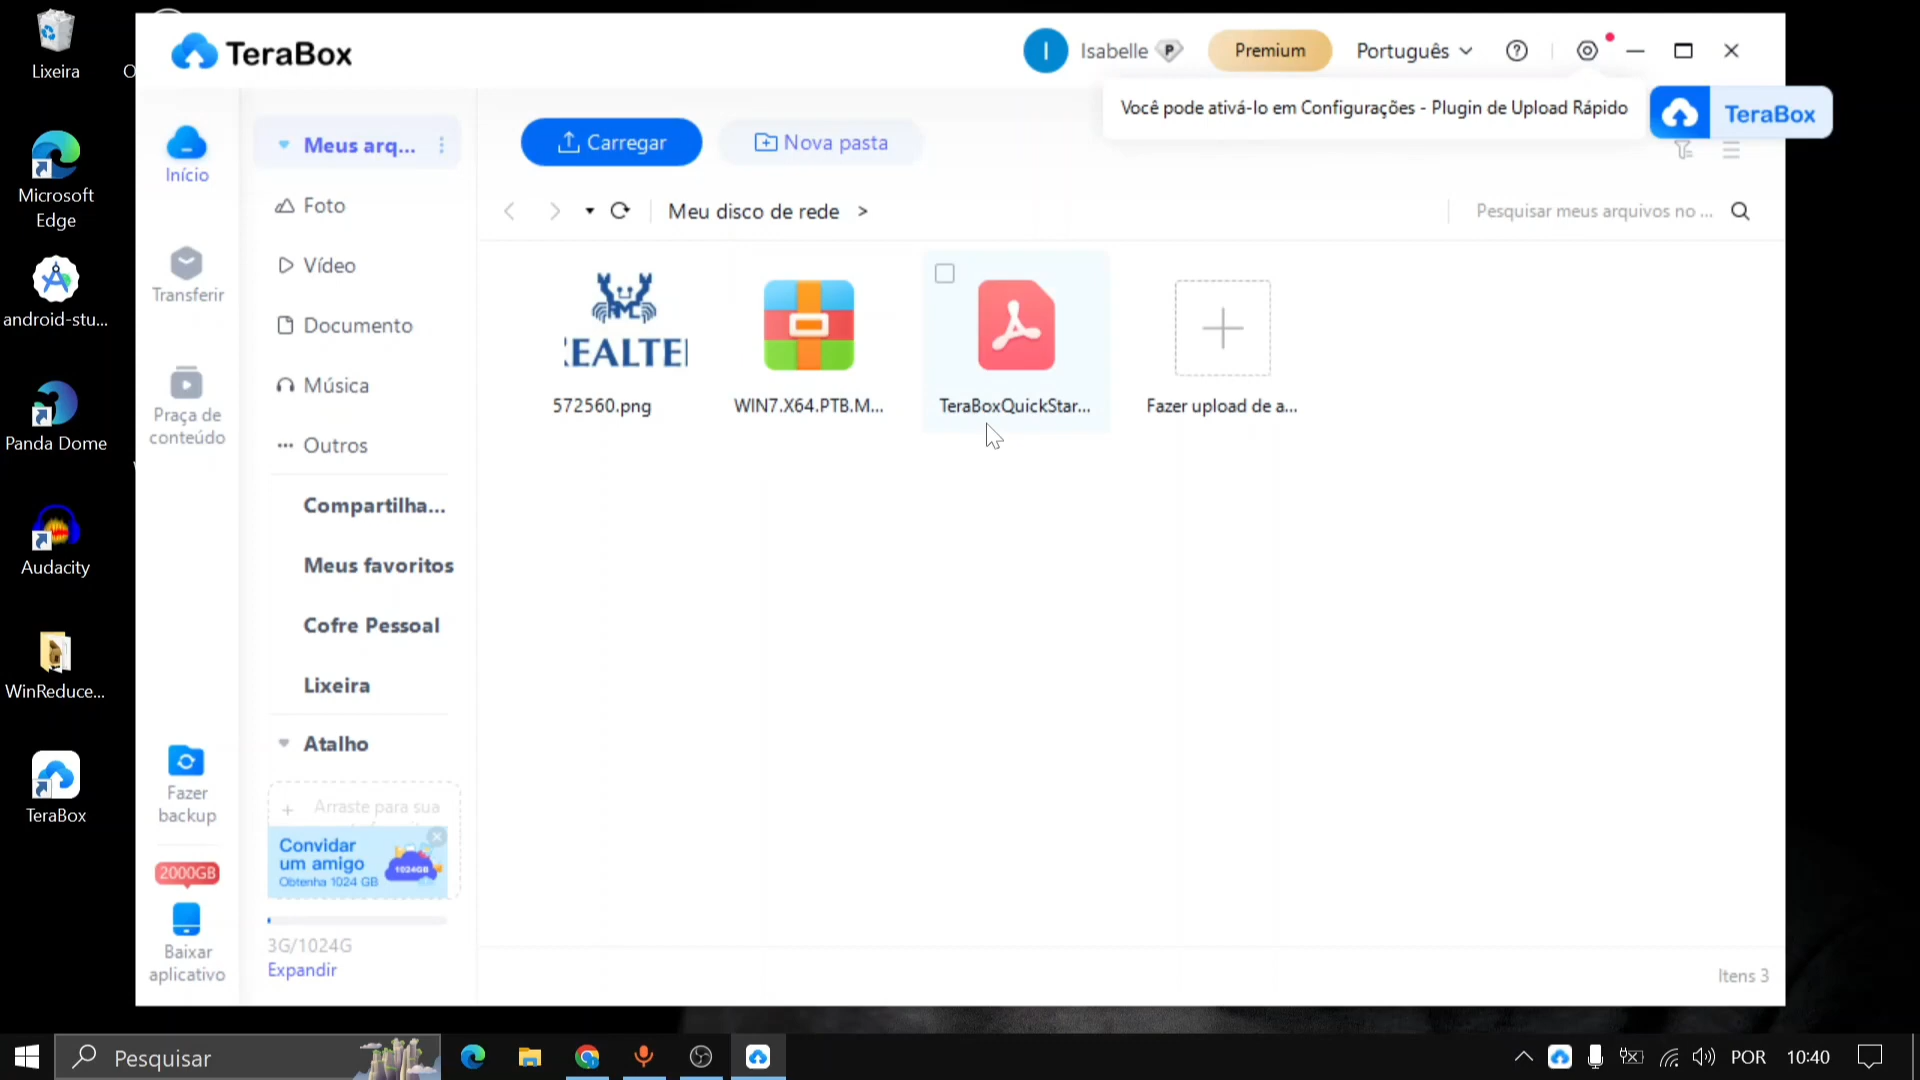 Lixeira
Microsoft
Edge
android-stu...
Panda Dome
Audacity
WinReduce...
TeraBox
TeraBox
Isabelle
P
Premium
Português
Você pode ativá-lo em Configurações - Plugin de Upload Rápido
TeraBox
Início
Transferir
Praça de
conteúdo
Fazer
backup
2000GB
Baixar
aplicativo
Meus arq...
Foto
Vídeo
Documento
Música
Outros
Compartilha...
Meus favoritos
Cofre Pessoal
Lixeira
Atalho
Arraste para sua
Convidar
um amigo
Obtenha 1024 GB
1024GB
3G/1024G
Expandir
Carregar
Nova pasta
Meu disco de rede >
Pesquisar meus arquivos no ...
572560.png
WIN7.X64.PTB.M...
TeraBoxQuickStar...
Fazer upload de a...
Itens 3
Pesquisar
POR
10:40